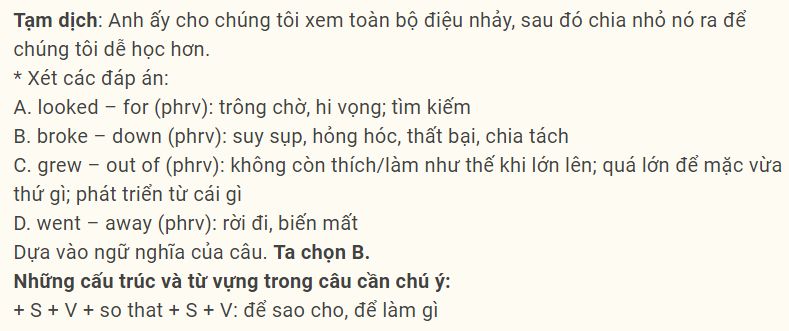 Tạm dịch: Anh ấy cho chúng tôi xem toàn bộ điệu nhảy, sau đó chia nhỏ nó ra để
chúng tôi dễ học hơn.
* Xét các đáp án:
A. looked – for (phrv): trông chờ, hi vọng; tìm kiếm
B. broke – down (phrv): suy sụp, hỏng hóc, thất bại, chia tách
C. grew – out of (phrv): không còn thích/làm như thế khi lớn lên; quá lớn để mặc vừa
thứ gì; phát triển từ cái gì
D. went – away (phrv): rời đi, biến mất
Dựa vào ngữ nghĩa của câu. Ta chọn B.
Những cấu trúc và từ vựng trong câu cần chú ý:
+ S + V + so that + S + V: để sao cho, để làm gì